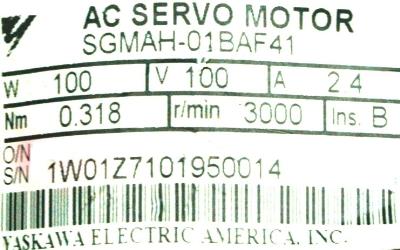 AC SERVO MOTOR
SGMAH-01BAF41
W 100 V 100 A 2.4
Nm 0.318 r/min 3000 Ins. B
O/N
S/N 1W01Z7101950014
YASKAWA ELECTRIC AMERICA, INC.